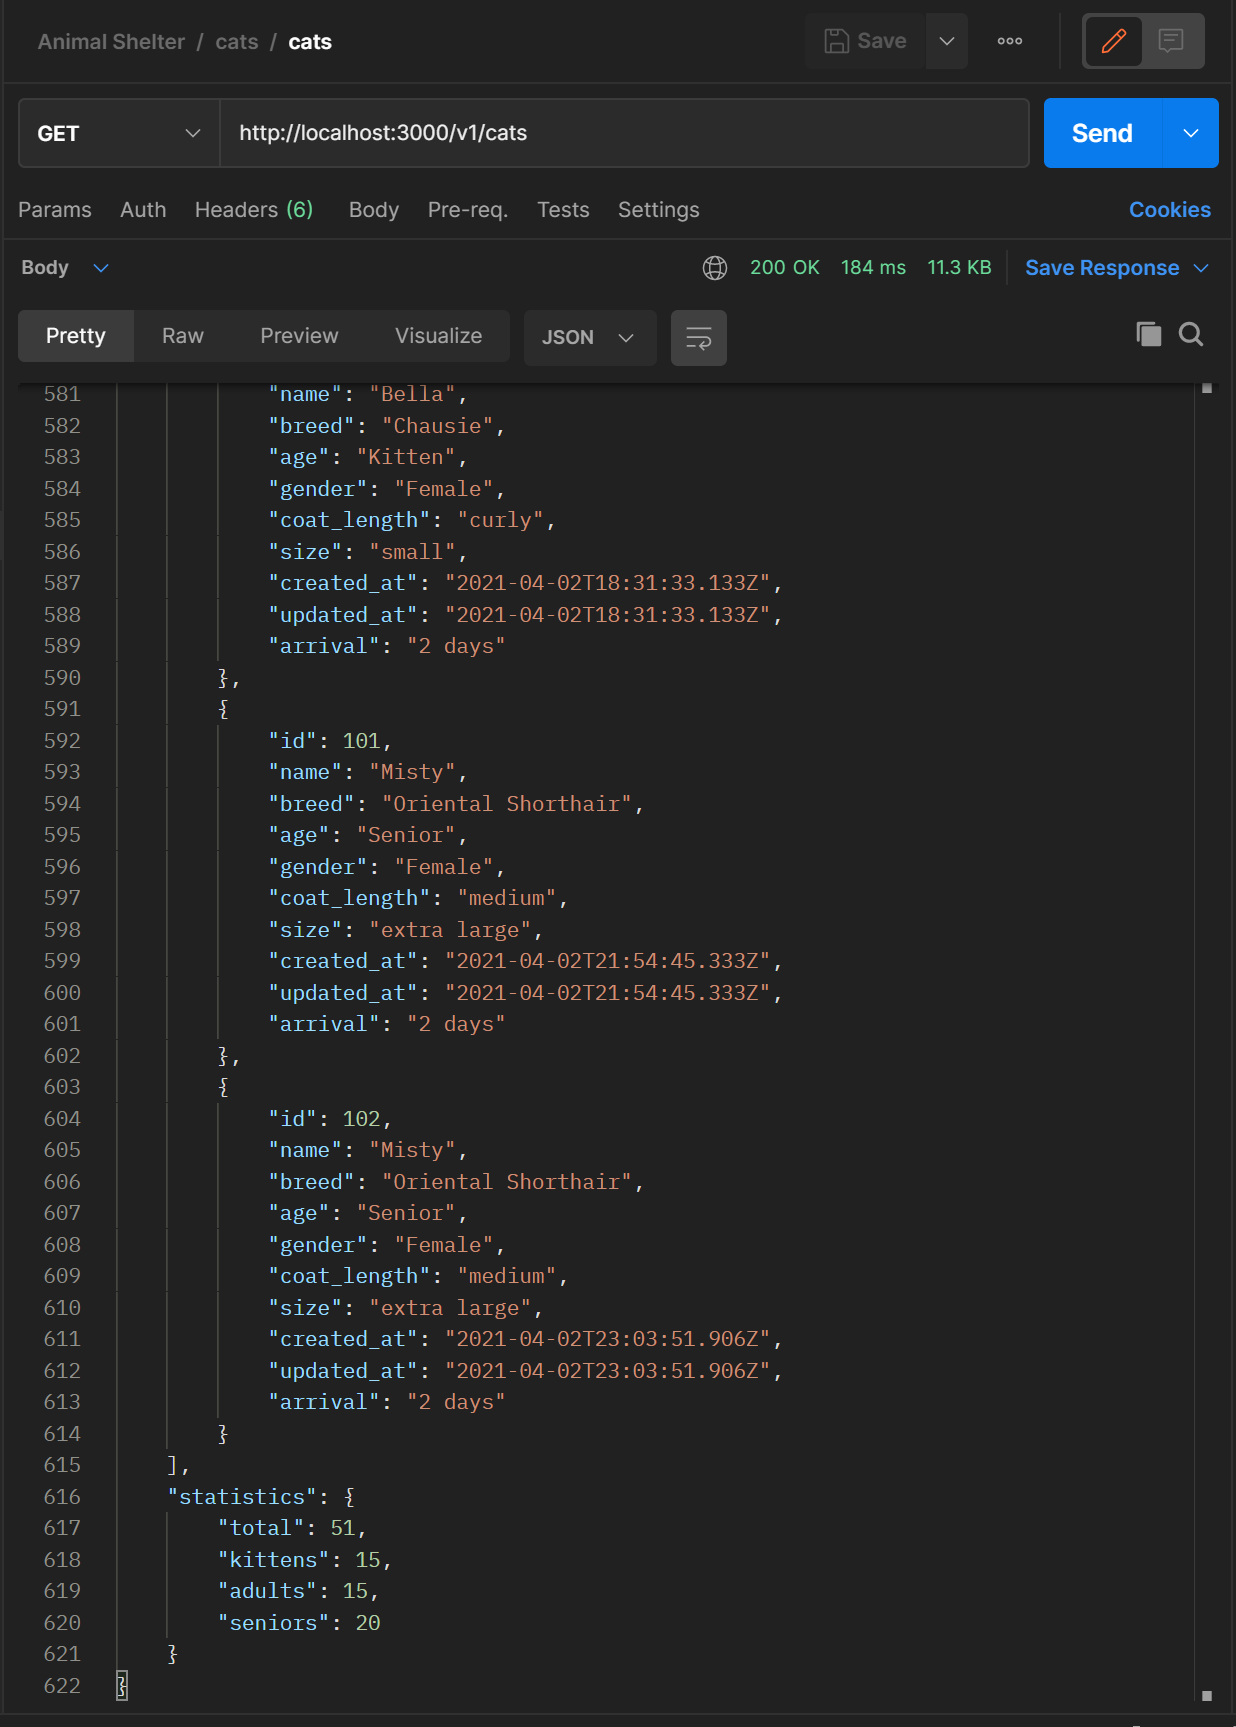 Animal Shelter / cats / cats
Save
GET
http://localhost:3000/v1/cats
Send
Params Auth Headers (6) Body Pre-req. Tests Settings Cookies
Body 200 OK 184 ms 11.3 KB Save Response
Pretty Raw Preview Visualize JSON
581 "name": "Bella",
582 "breed": "Chausie",
583 "age": "Kitten",
584 "gender": "Female",
585 "coat_length": "curly",
586 "size": "small",
587 "created_at": "2021-04-02T18:31:33.133Z",
588 "updated_at": "2021-04-02T18:31:33.133Z",
589 "arrival": "2 days"
590 },
591 {
592 "id": 101,
593 "name": "Misty",
594 "breed": "Oriental Shorthair",
595 "age": "Senior",
596 "gender": "Female",
597 "coat_length": "medium",
598 "size": "extra large",
599 "created_at": "2021-04-02T21:54:45.333Z",
600 "updated_at": "2021-04-02T21:54:45.333Z",
601 "arrival": "2 days"
602 },
603 {
604 "id": 102,
605 "name": "Misty",
606 "breed": "Oriental Shorthair",
607 "age": "Senior",
608 "gender": "Female",
609 "coat_length": "medium",
610 "size": "extra large",
611 "created_at": "2021-04-02T23:03:51.906Z",
612 "updated_at": "2021-04-02T23:03:51.906Z",
613 "arrival": "2 days"
614 }
615 ],
616 "statistics": {
617 "total": 51,
618 "kittens": 15,
619 "adults": 15,
620 "seniors": 20
621 }
622 }